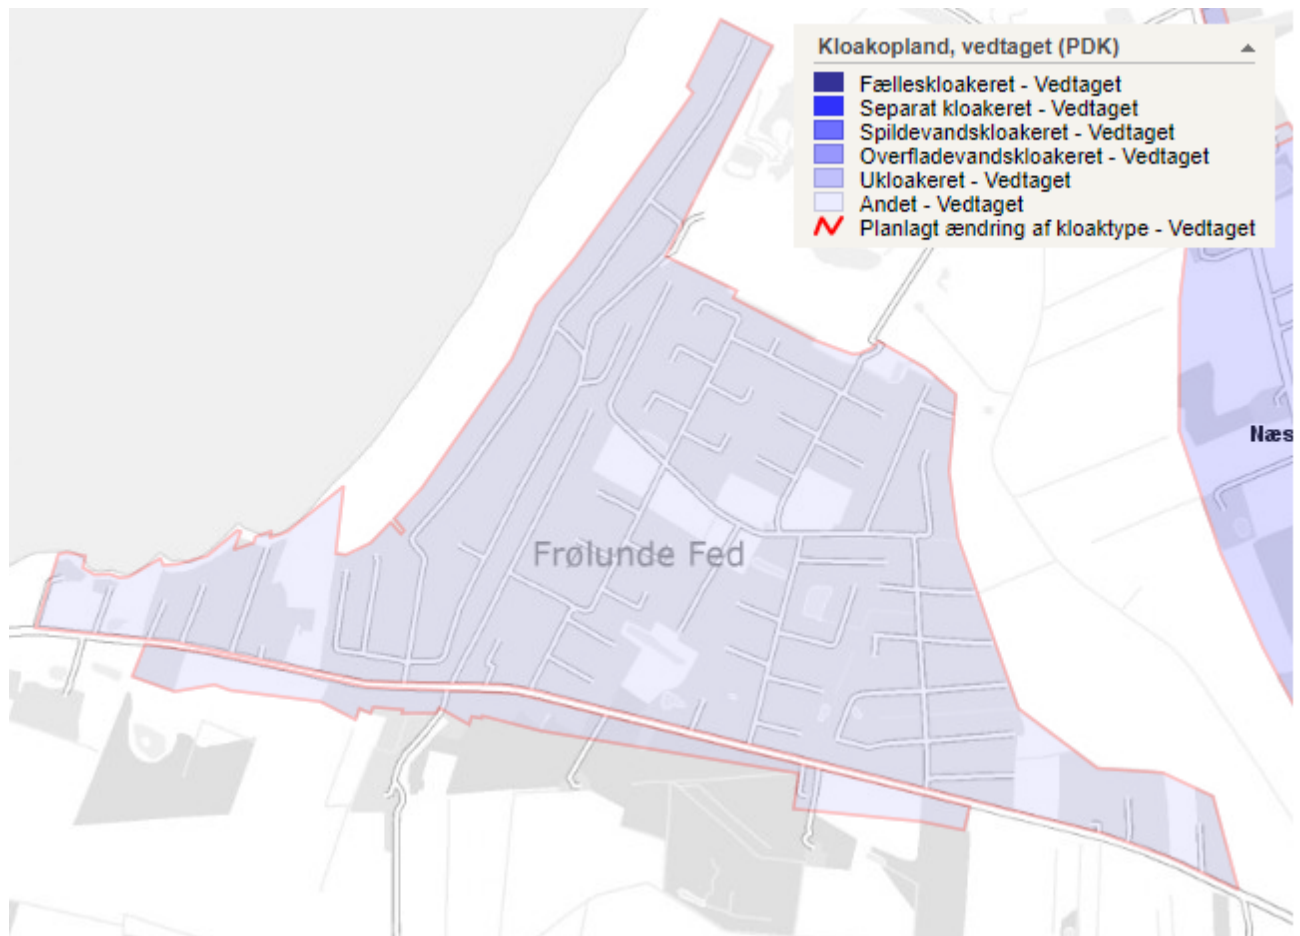 Kloakopland, vedtaget (PDK)
Fælleskloakeret - Vedtaget
Separat kloakeret - Vedtaget
Spildevandskloakeret - Vedtaget
Overfladevandskloakeret - Vedtaget
Ukloakeret - Vedtaget
Andet - Vedtaget
Planlagt ændring af kloaktype - Vedtaget
Næs
Frølunde Fed